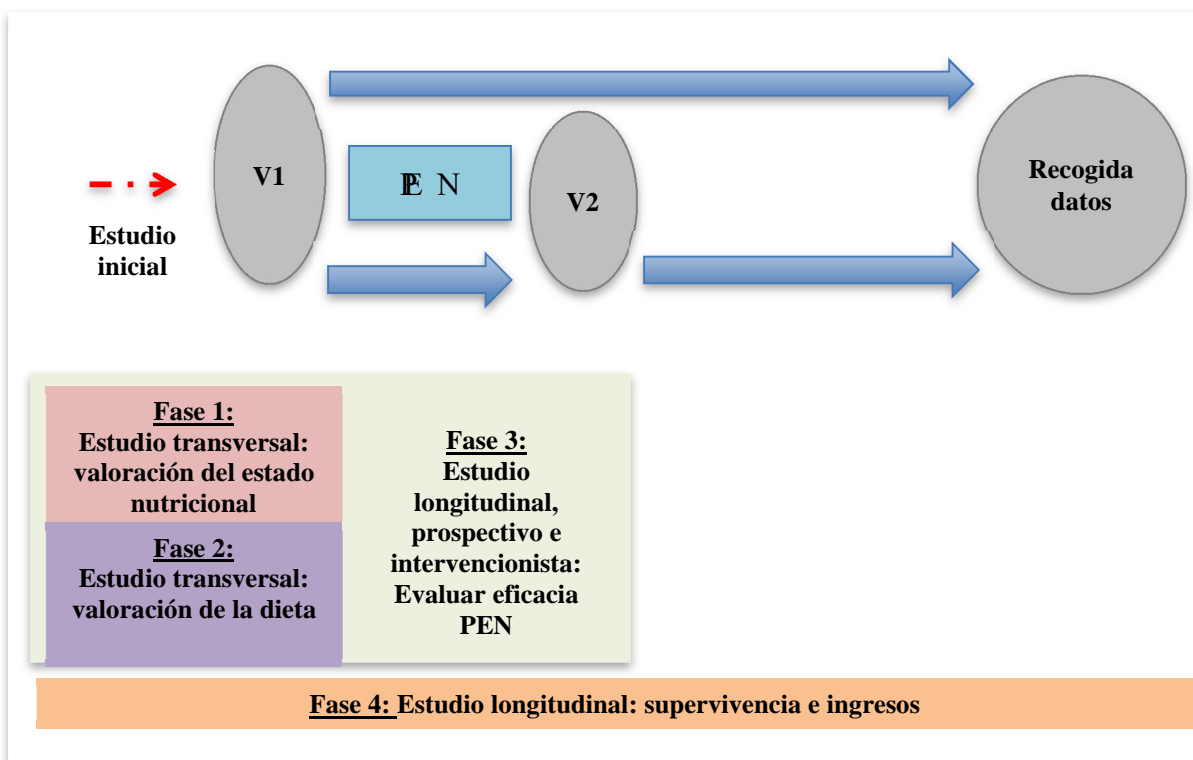 V1
PEN
V2
Recogida
datos
Estudio
inicial
Fase 1:
Estudio transversal:
valoración del estado
nutricional
Fase 2:
Estudio transversal:
valoración de la dieta
Fase 3:
Estudio
longitudinal,
prospectivo e
intervencionista:
Evaluar eficacia
PEN
Fase 4: Estudio longitudinal: supervivencia e ingresos